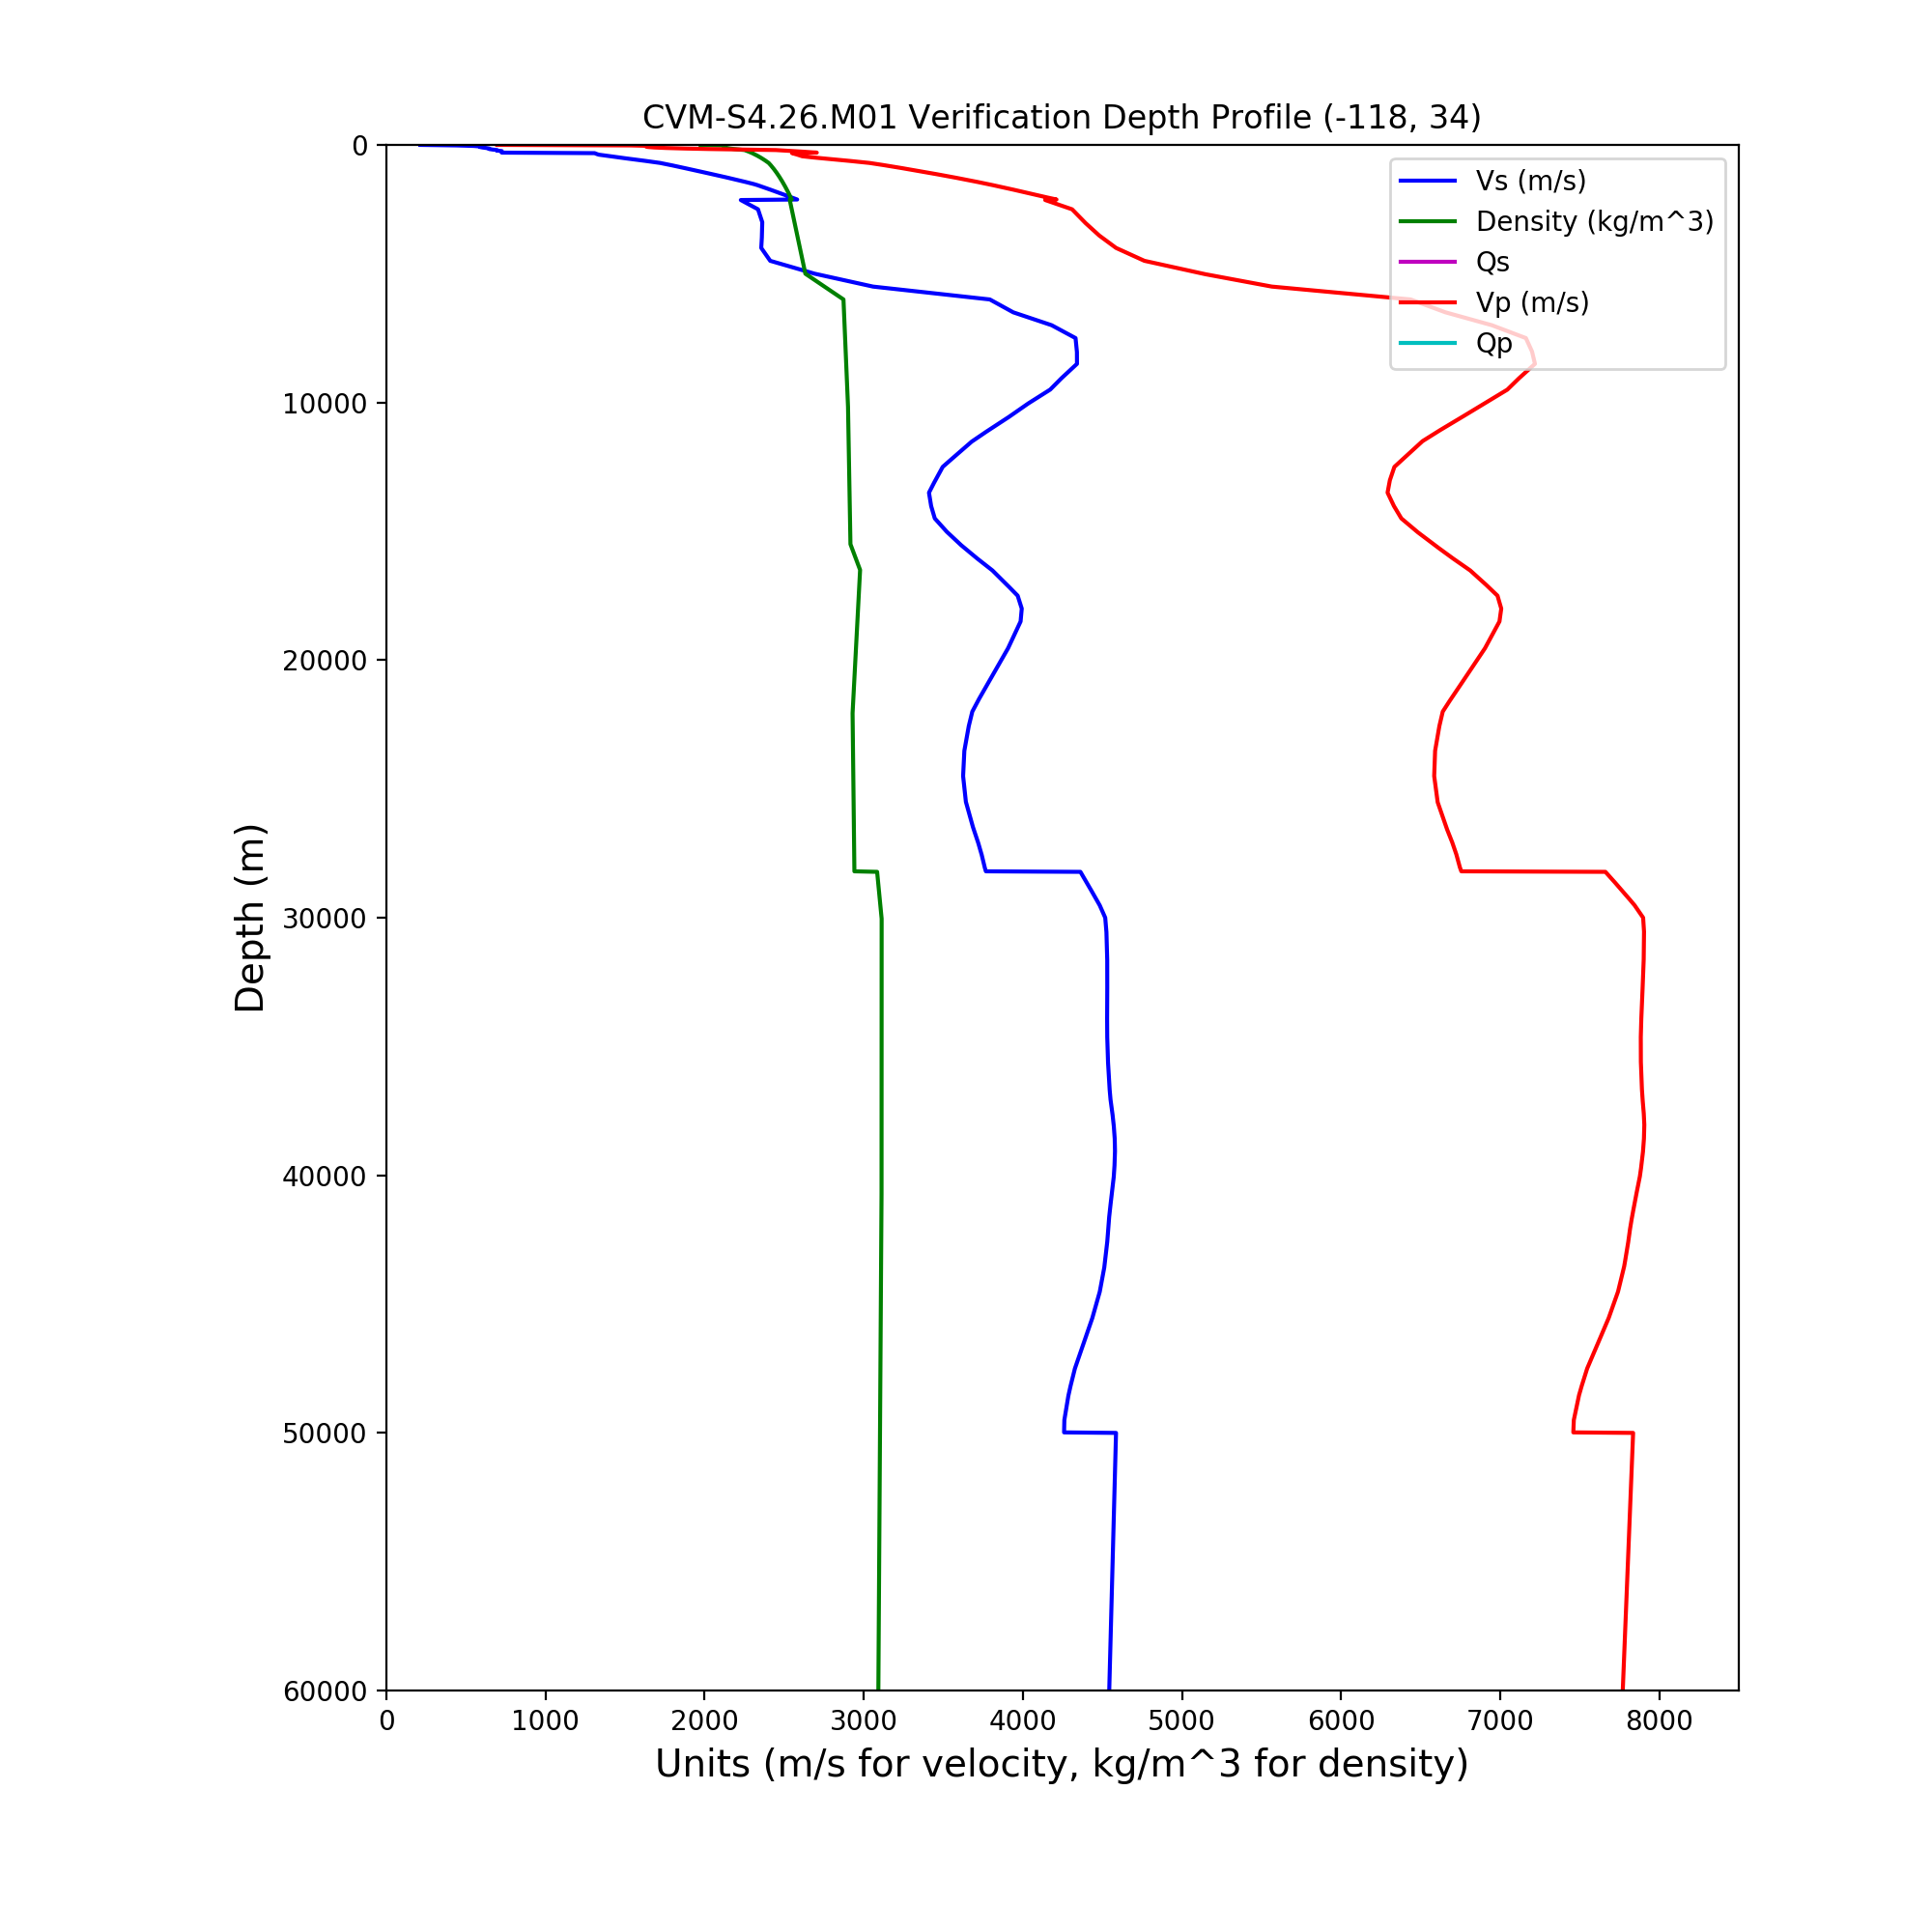 CVM-S4.26.M01 Verification Depth Profile (-118, 34)
Vs (m/s)
Density (kg/m^3)
Qs
Vp (m/s)
Qp
Depth (m)
0
10000
20000
30000
40000
50000
60000
0 1000 2000 3000 4000 5000 6000 7000 8000
Units (m/s for velocity, kg/m^3 for density)